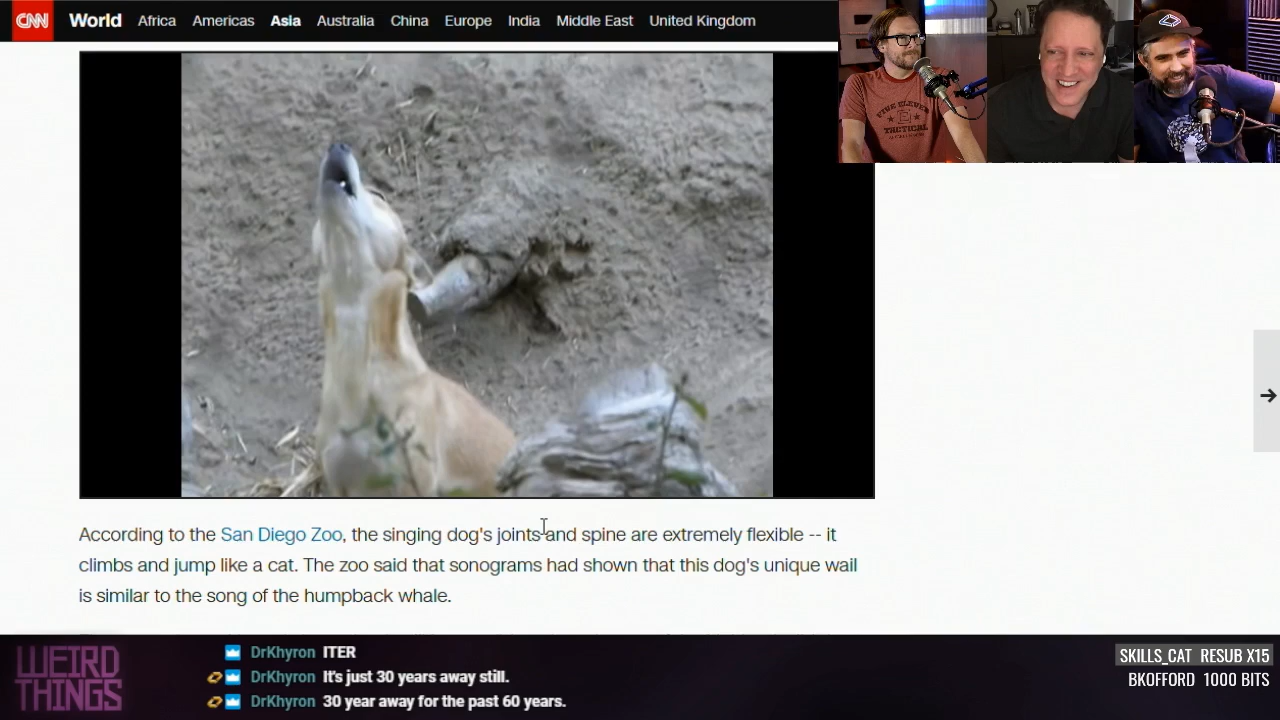 CNN World Africa Americas Asia Australia China Europe India Middle East United Kingdom
FIVE ELEVEN
TACTICAL
According to the San Diego Zoo, the singing dog's joints and spine are extremely flexible -- it
climbs and jump like a cat. The zoo said that sonograms had shown that this dog's unique wail
is similar to the song of the humpback whale.
WEIRD
THINGS
DrKhyron ITER
DrKhyron It's just 30 years away still.
DrKhyron 30 year away for the past 60 years.
SKILLS_CAT RESUB X15
BKOFFORD 1000 BITS